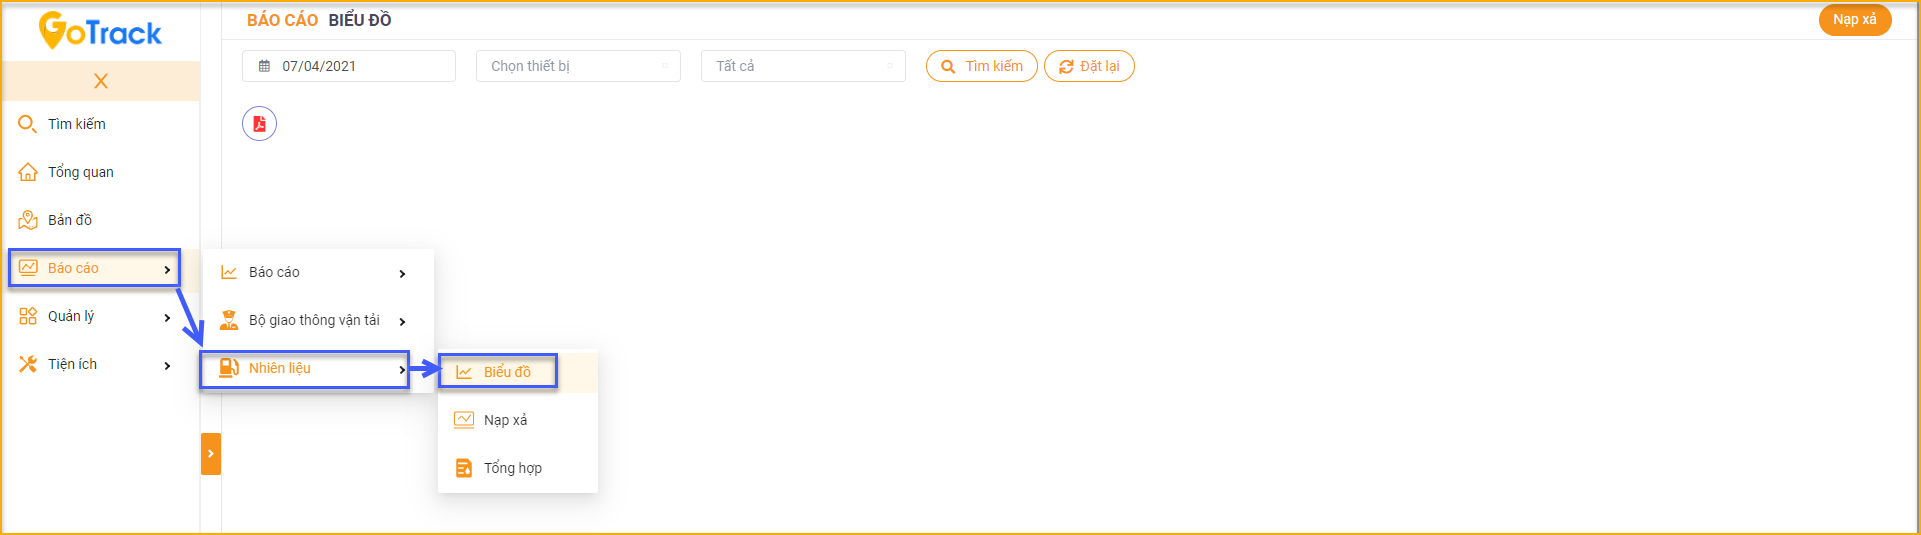 GoTrack
BÁO CÁO BIỂU ĐỒ
Nạp xả
07/04/2021
Chọn thiết bị
Tất cả
Tìm kiếm
Đặt lại
X
Tìm kiếm
Tổng quan
Bản đồ
Báo cáo
Quản lý
Tiện ích
Báo cáo
Bộ giao thông vận tải
Nhiên liệu
Biểu đồ
Nạp xả
Tổng hợp